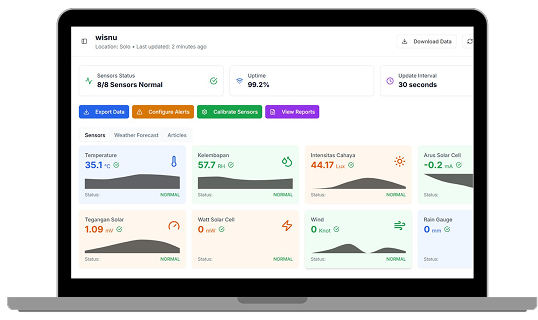 wisnu
Location: Solo • Last updated: 2 minutes ago
Download Data
Sensors Status
8/8 Sensors Normal
Uptime
99.2%
Update Interval
30 seconds
Export Data
Configure Alerts
Calibrate Sensors
View Reports
Sensors Weather Forecast Articles
Temperature
35.1 °C
Status: NORMAL
Kelembapan
57.7 RH
Status: NORMAL
Intensitas Cahaya
44.17 Lux
Status: NORMAL
Arus Solar Cell
-0.2 mA
Status:
Tegangan Solar
1.09 mV
Status: NORMAL
Watt Solar Cell
0 mW
Status: NORMAL
Wind
0 Knot
Status: NORMAL
Rain Gauge
0 mm
Status: